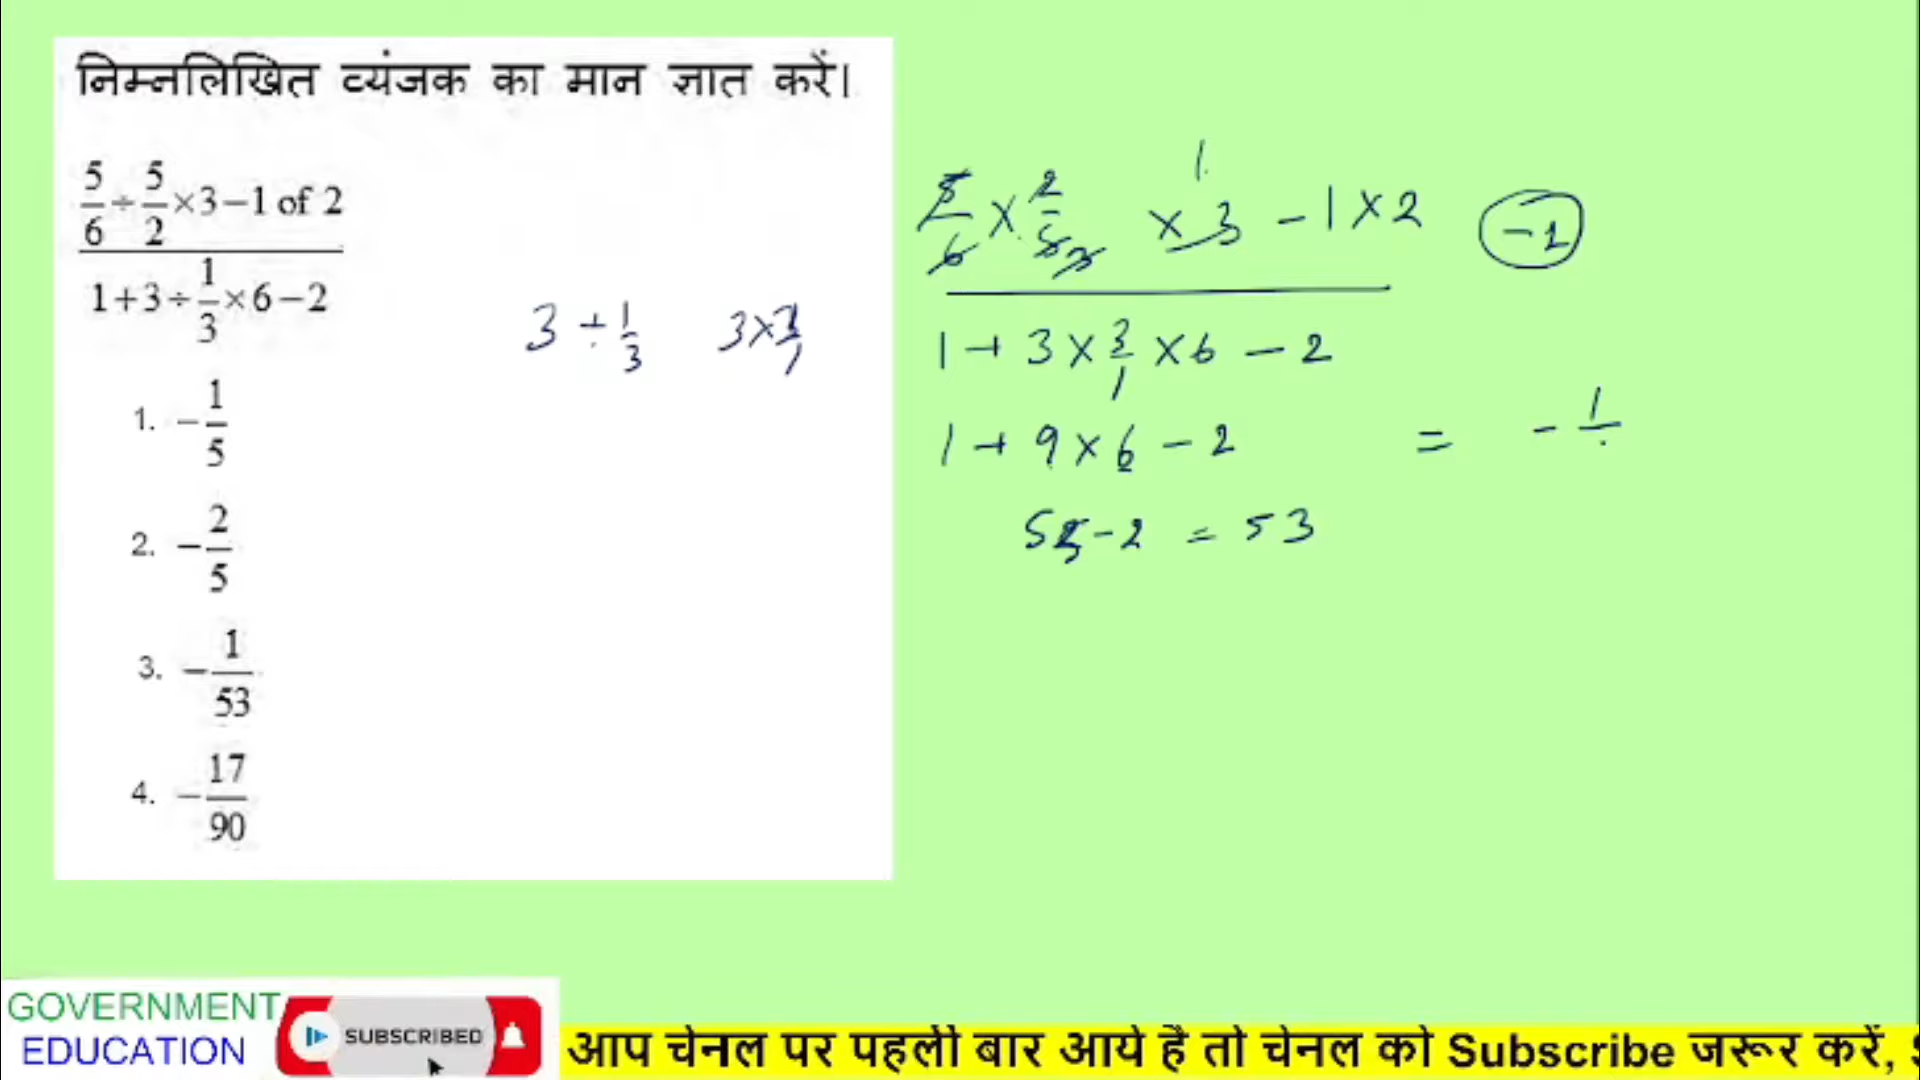 निम्नलिखित व्यंजक का मान ज्ञात करें।
5/6 ÷ 5/2 ×3−1 of 2
1+3÷ 1/3 ×6−2
1. − 1/5
2. − 2/5
3. − 1/53
4. − 17/90
3 ÷ 1/3 3×3/1
5/6 × 2/5 × 3 − 1×2 −1
1 + 3 × 3/1 × 6 − 2
1 + 9×6 − 2 = − 1
55−2 = 53
GOVERNMENT
EDUCATION
SUBSCRIBED
आप चेनल पर पहली बार आये है तो चेनल को Subscribe जरूर करें,